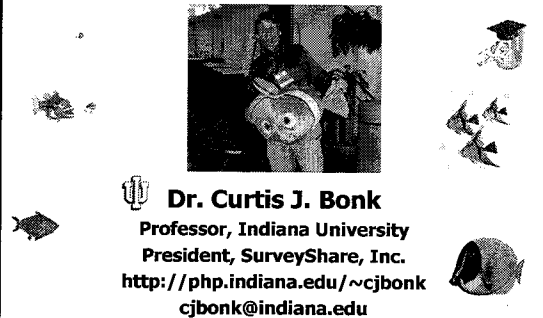 Dr. Curtis J. Bonk
Professor, Indiana University
President, SurveyShare, Inc.
http://php.indiana.edu/~cjbonk
cjbonk@indiana.edu